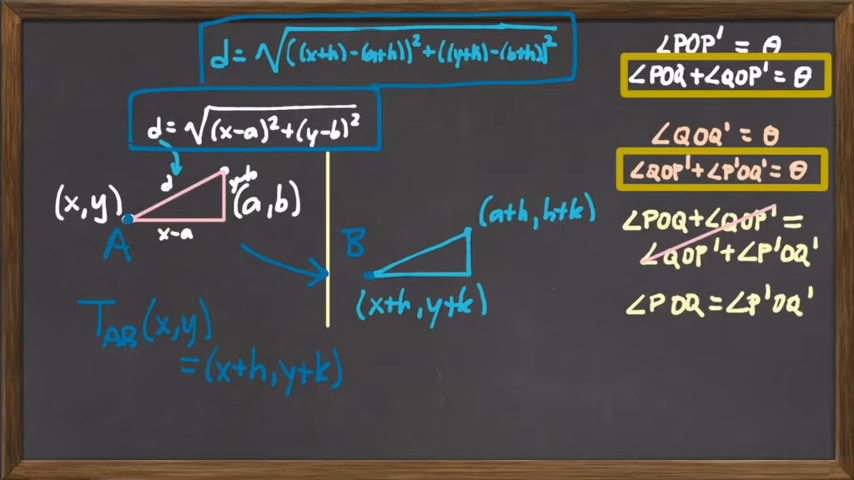 d = √((x+h)-(a+h))²+((y+h)-(b+h))²
d = √(x-a)²+(y-b)²
d
y-b
(x,y)
(a,b)
x-a
A
B
(a+h, h+k)
(x+h, y+k)
T_AB(x,y)
=(x+h, y+k)
∠POP' = θ
∠POQ+∠QOP' = θ
∠QOQ' = θ
∠QOP'+∠P'OQ' = θ
∠POQ+∠QOP' =
∠QOP'+∠P'OQ'
∠POQ=∠P'OQ'